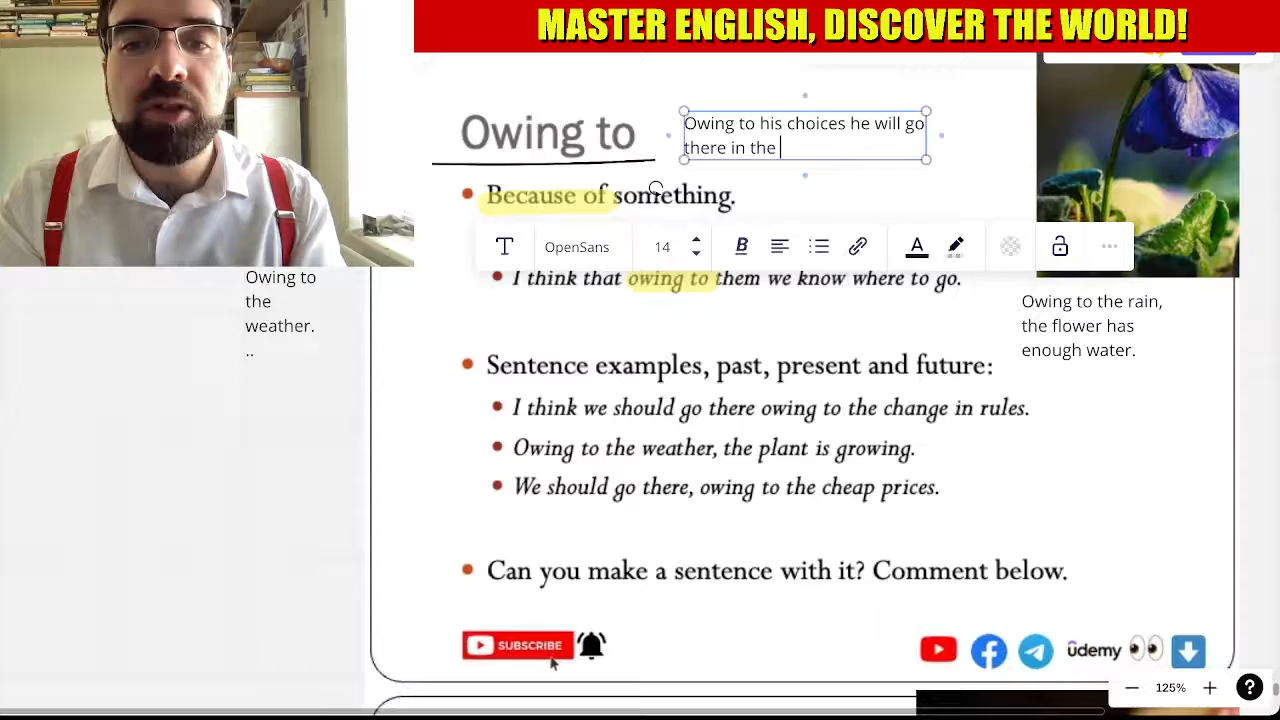 MASTER ENGLISH, DISCOVER THE WORLD!
Owing to
Owing to his choices he will go
there in the
Because of something.
OpenSans
14
B
A
I think that owing to them we know where to go.
Owing to
the
weather.
..
Owing to the rain,
the flower has
enough water.
Sentence examples, past, present and future:
I think we should go there owing to the change in rules.
Owing to the weather, the plant is growing.
We should go there, owing to the cheap prices.
Can you make a sentence with it? Comment below.
SUBSCRIBE
ûdemy
125%
?